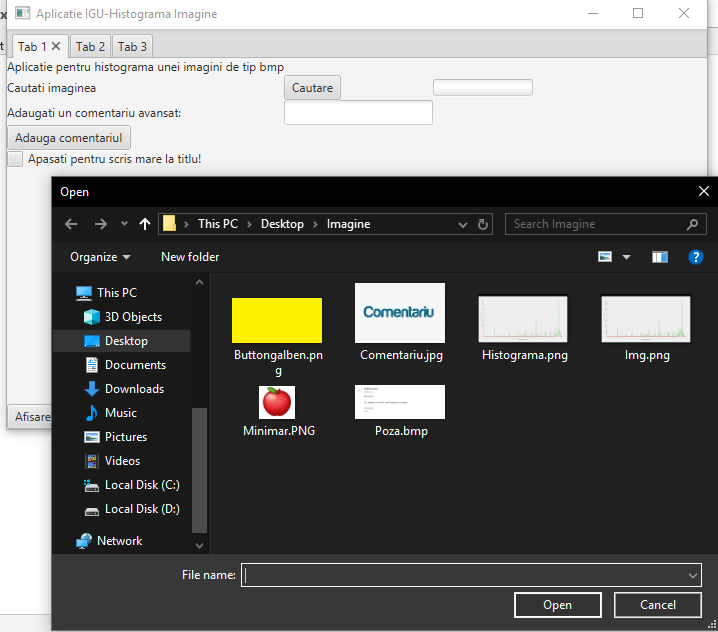 Aplicatie IGU-Histograma Imagine
Tab 1 Tab 2 Tab 3
Aplicatie pentru histograma unei imagini de tip bmp
Cautati imaginea Cautare
Adaugati un comentariu avansat:
Adauga comentariul
Apasati pentru scris mare la titlu!
Afisare
Open
This PC Desktop Imagine Search Imagine
Organize New folder
This PC
3D Objects
Desktop
Documents
Downloads
Music
Pictures
Videos
Local Disk (C:)
Local Disk (D:)
Network
Comentariu
Buttongalben.pn
g
Comentariu.jpg
Histograma.png
Img.png
Minimar.PNG
Poza.bmp
File name:
Open Cancel